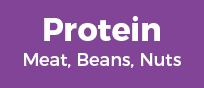 Protein
Meat, Beans, Nuts